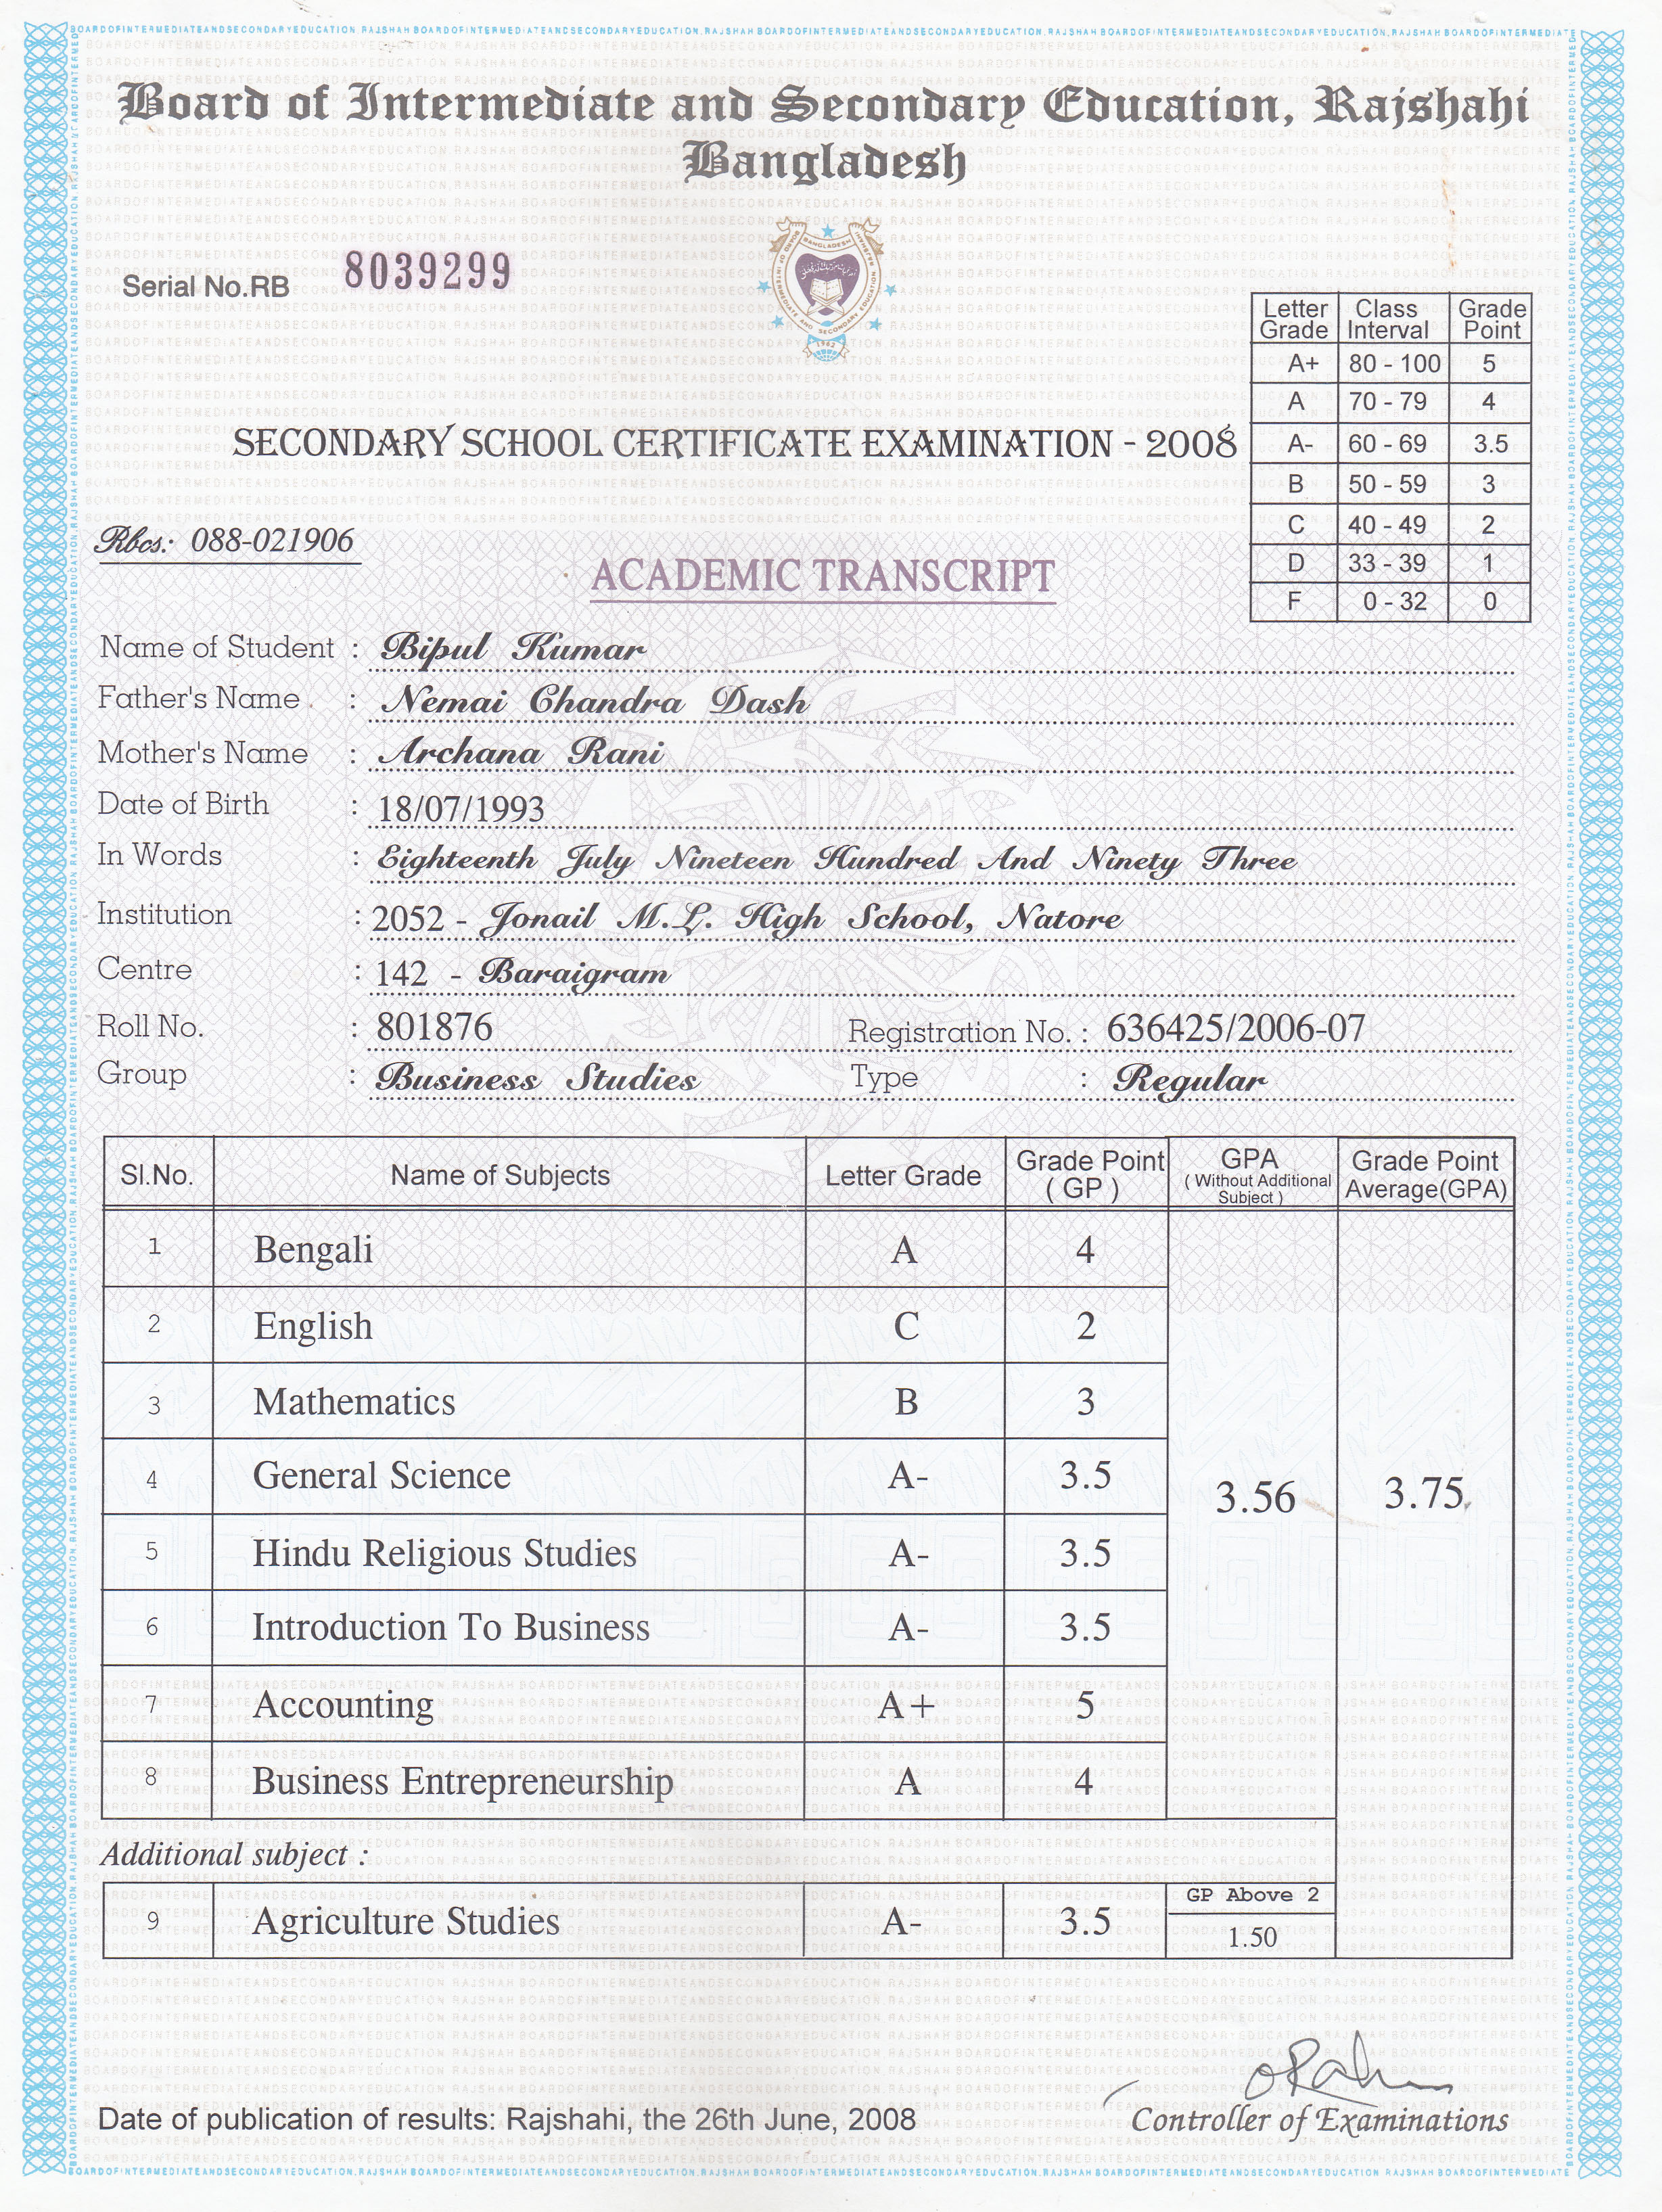 Board of Intermediate and Secondary Education, Rajshahi
Bangladesh
Serial No.RB 8039299
BANGLADESH
BOARD OF INTERMEDIATE AND SECONDARY EDUCATION RAJSHAHI
1962
Letter Grade Class Interval Grade Point
A+ 80 - 100 5
A 70 - 79 4
A- 60 - 69 3.5
B 50 - 59 3
C 40 - 49 2
D 33 - 39 1
F 0 - 32 0
SECONDARY SCHOOL CERTIFICATE EXAMINATION - 2008
Rbcs: 088-021906
ACADEMIC TRANSCRIPT
Name of Student : Bipul Kumar
Father's Name : Nemai Chandra Dash
Mother's Name : Archana Rani
Date of Birth : 18/07/1993
In Words : Eighteenth July Nineteen Hundred And Ninety Three
Institution : 2052 - Jonail M.L. High School, Natore
Centre : 142 - Baraigram
Roll No. : 801876 Registration No. : 636425/2006-07
Group : Business Studies Type : Regular
Sl.No. Name of Subjects Letter Grade Grade Point ( GP ) GPA ( Without Additional Subject ) Grade Point Average(GPA)
1 Bengali A 4
2 English C 2
3 Mathematics B 3
4 General Science A- 3.5
3.56 3.75
5 Hindu Religious Studies A- 3.5
6 Introduction To Business A- 3.5
7 Accounting A+ 5
8 Business Entrepreneurship A 4
Additional subject :
9 Agriculture Studies A- 3.5 GP Above 2
1.50
Date of publication of results: Rajshahi, the 26th June, 2008
Controller of Examinations